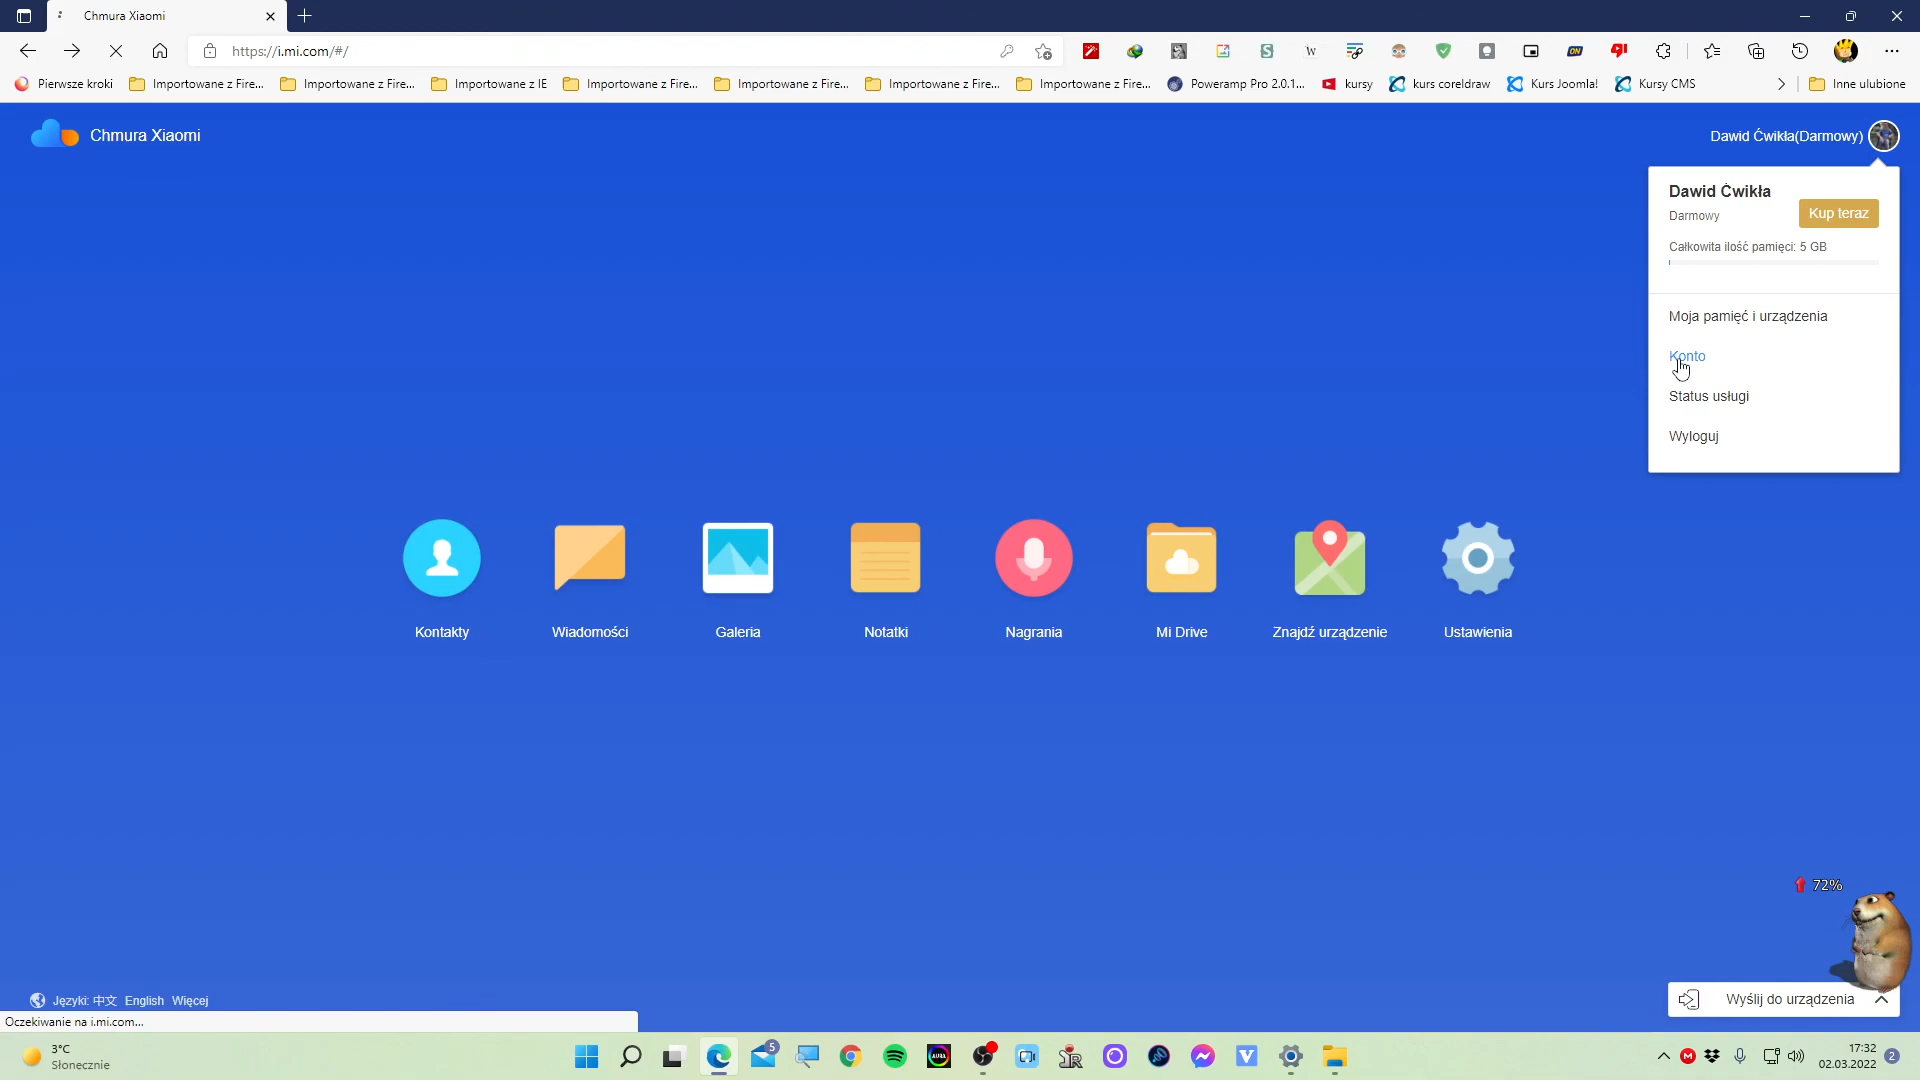 Chmura Xiaomi
https://i.mi.com/#/
Pierwsze kroki
Importowane z Fire...
Importowane z Fire...
Importowane z IE
Importowane z Fire...
Importowane z Fire...
Importowane z Fire...
Importowane z Fire...
Poweramp Pro 2.0.1...
kursy
kurs coreldraw
Kurs Joomla!
Kursy CMS
Inne ulubione
Chmura Xiaomi
Dawid Ćwikła(Darmowy)
Dawid Ćwikła
Darmowy
Kup teraz
Całkowita ilość pamięci: 5 GB
Moja pamięć i urządzenia
Konto
Status usługi
Wyloguj
Kontakty
Wiadomości
Galeria
Notatki
Nagrania
Mi Drive
Znajdź urządzenie
Ustawienia
72%
Języki: 中文 English Więcej
Wyślij do urządzenia
Oczekiwanie na i.mi.com...
3°C
Słonecznie
5
17:32
02.03.2022
2